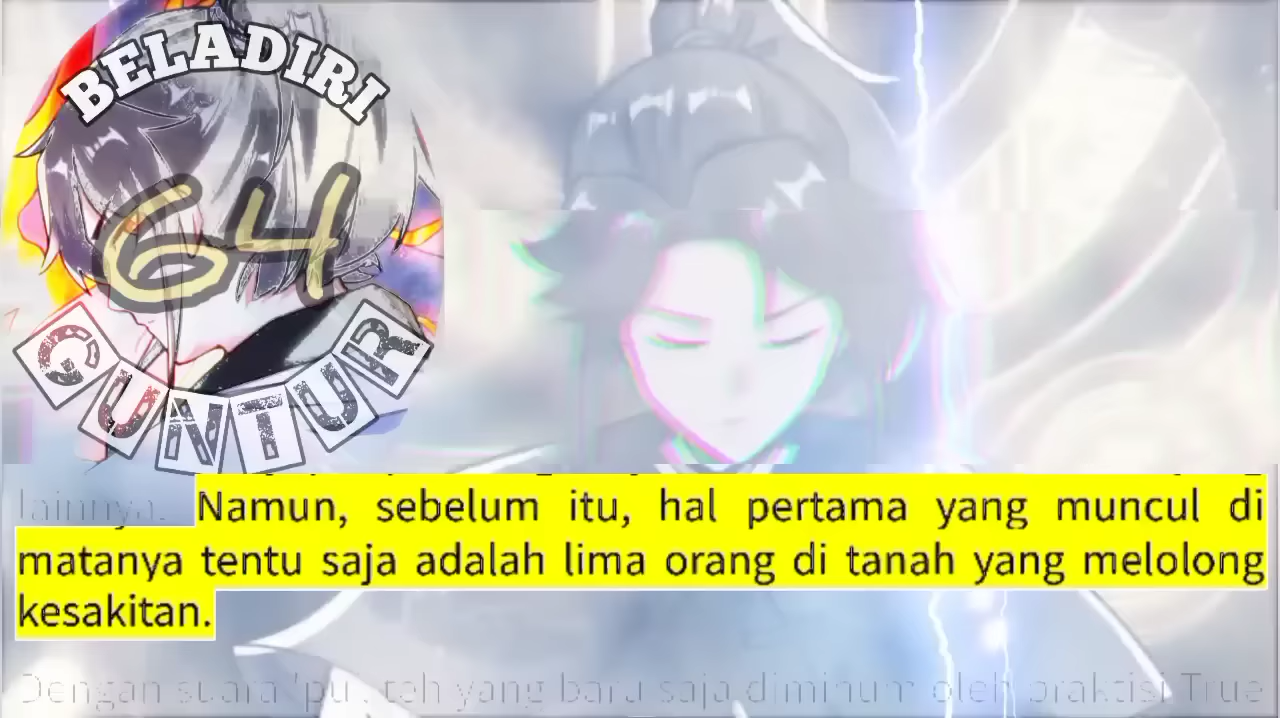 BELADIRI
64
GUNTUR
lainnya. Namun, sebelum itu, hal pertama yang muncul di
matanya tentu saja adalah lima orang di tanah yang melolong
kesakitan.
Dengan suara teh yang baru saja diminum oleh praktisi True